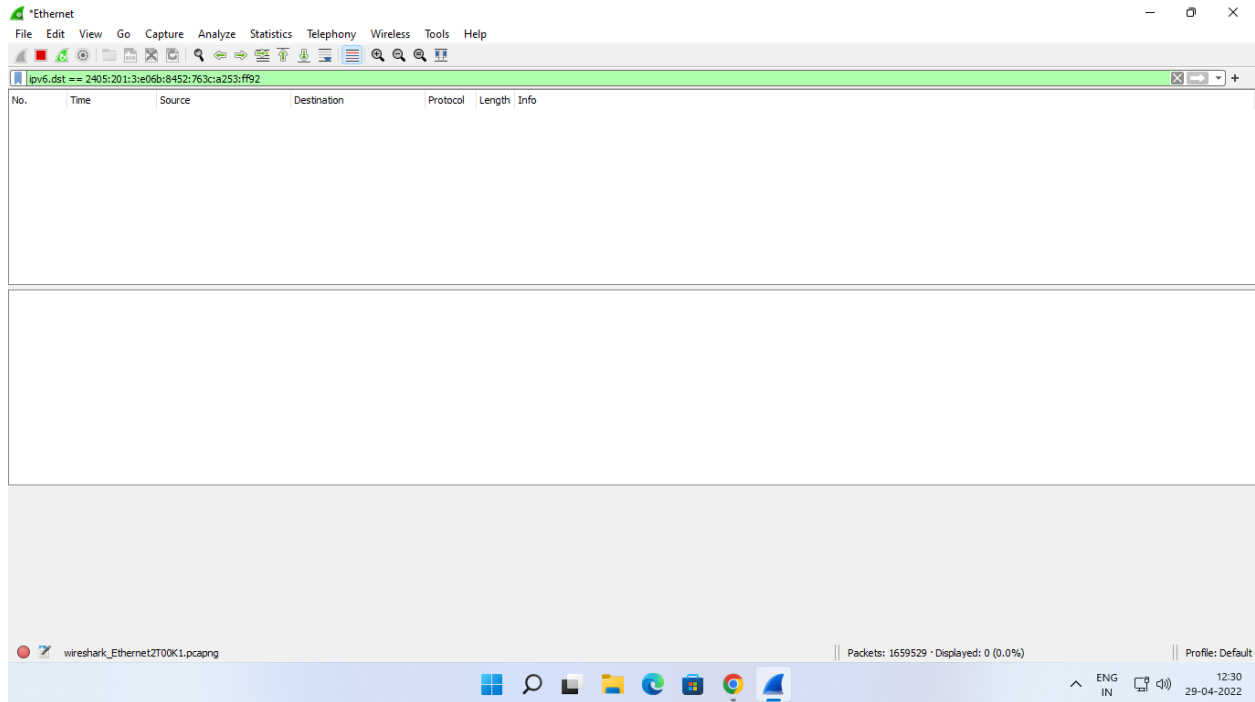 *Ethernet
File Edit View Go Capture Analyze Statistics Telephony Wireless Tools Help
ipv6.dst == 2405:201:3:e06b:8452:763c:a253:ff92
No. Time Source Destination Protocol Length Info
wireshark_Ethernet2T00K1.pcapng Packets: 1659529 · Displayed: 0 (0.0%) Profile: Default
ENG 12:30
IN 29-04-2022